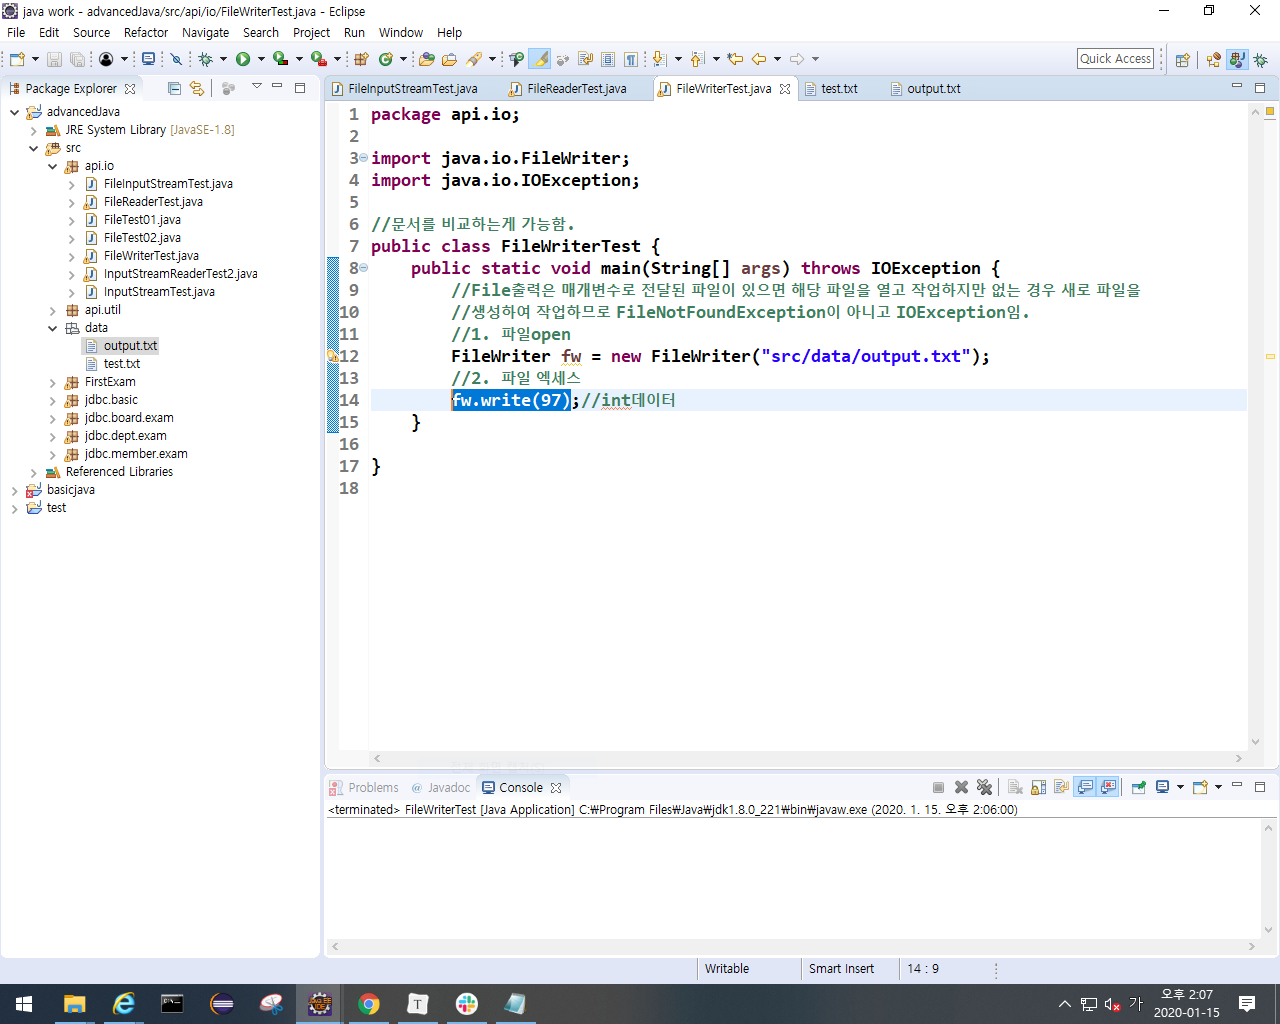 java work - advancedJava/src/api/io/FileWriterTest.java - Eclipse
File Edit Source Refactor Navigate Search Project Run Window Help
Quick Access
Package Explorer
FileInputStreamTest.java FileReaderTest.java FileWriterTest.java test.txt output.txt
advancedJava
JRE System Library [JavaSE-1.8]
src
api.io
FileInputStreamTest.java
FileReaderTest.java
FileTest01.java
FileTest02.java
FileWriterTest.java
InputStreamReaderTest2.java
InputStreamTest.java
api.util
data
output.txt
test.txt
FirstExam
jdbc.basic
jdbc.board.exam
jdbc.dept.exam
jdbc.member.exam
Referenced Libraries
basicjava
test
1 package api.io;
2
3 import java.io.FileWriter;
4 import java.io.IOException;
5
6 //문서를 비교하는게 가능함.
7 public class FileWriterTest {
8 public static void main(String[] args) throws IOException {
9 //File출력은 매개변수로 전달된 파일이 있으면 해당 파일을 열고 작업하지만 없는 경우 새로 파일을
10 //생성하여 작업하므로 FileNotFoundException이 아니고 IOException임.
11 //1. 파일open
12 FileWriter fw = new FileWriter("src/data/output.txt");
13 //2. 파일 엑세스
14 fw.write(97);//int데이터
15 }
16
17 }
18
Problems @ Javadoc Console
<terminated> FileWriterTest [Java Application] C:₩Program Files₩Java₩jdk1.8.0_221₩bin₩javaw.exe (2020. 1. 15. 오후 2:06:00)
Writable Smart Insert 14 : 9
Java EE IDE
T
가
오후 2:07
2020-01-15